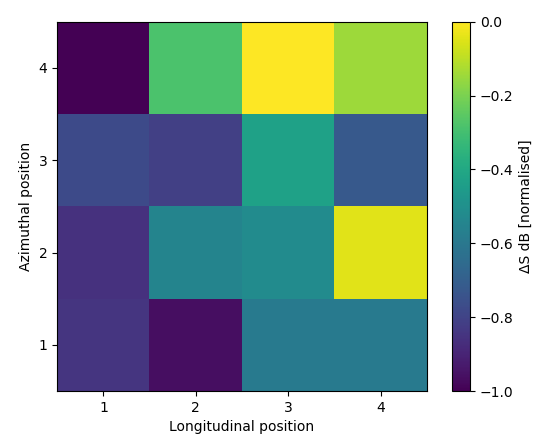 4
3
2
1
Azimuthal position
1 2 3 4
Longitudinal position
0.0
−0.2
−0.4
−0.6
−0.8
−1.0
ΔS dB [normalised]